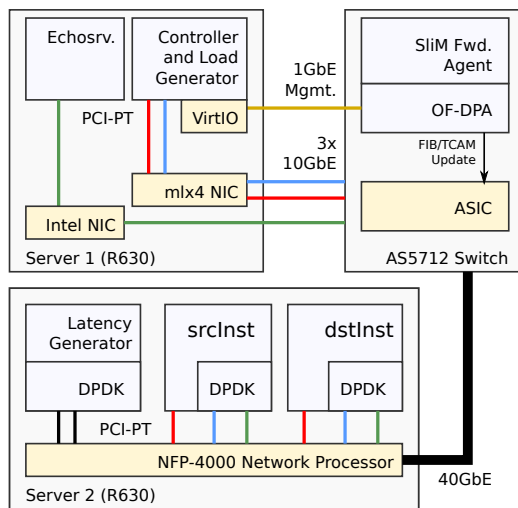 Echosrv.
Controller
and Load
Generator
VirtIO
PCI-PT
mlx4 NIC
Intel NIC
Server 1 (R630)
1GbE
Mgmt.
3x
10GbE
SliM Fwd.
Agent
OF-DPA
FIB/TCAM
Update
ASIC
AS5712 Switch
Latency
Generator
DPDK
srcInst
DPDK
dstInst
DPDK
PCI-PT
NFP-4000 Network Processor
Server 2 (R630)
40GbE